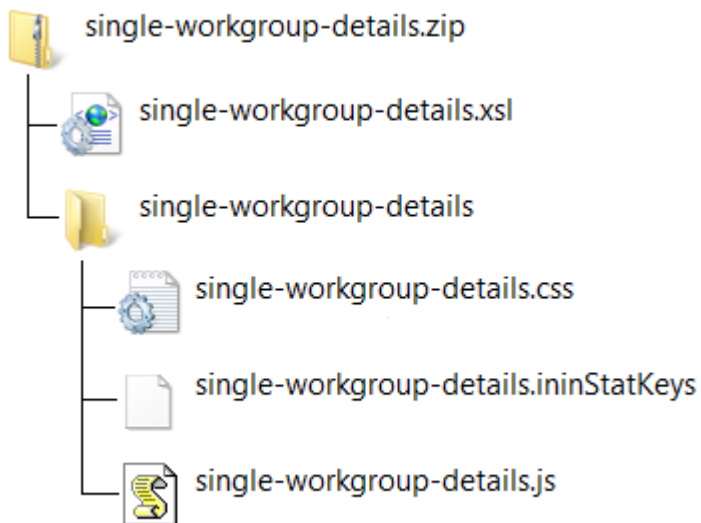 single-workgroup-details.zip
single-workgroup-details.xsl
single-workgroup-details
single-workgroup-details.css
single-workgroup-details.ininStatKeys
single-workgroup-details.js